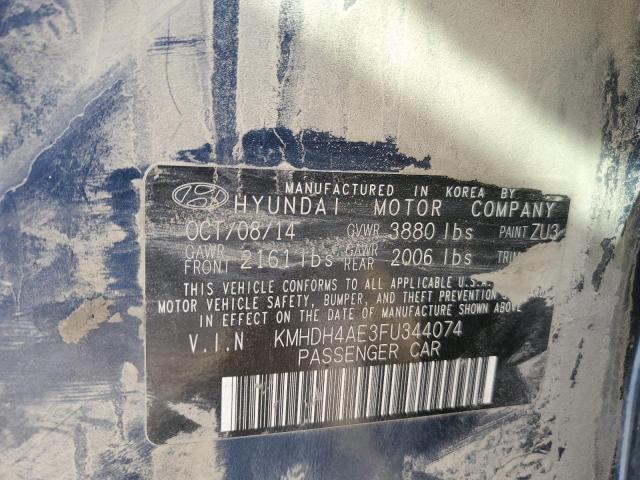 MANUFACTURED IN KOREA BY
HYUNDAI MOTOR COMPANY
OCT/08/14 GVWR 3880 lbs PAINT ZU3
GAWR FRONT 2161 lbs GAWR REAR 2006 lbs TRIM
THIS VEHICLE CONFORMS TO ALL APPLICABLE U.S.A.
MOTOR VEHICLE SAFETY, BUMPER, AND THEFT PREVENTION
IN EFFECT ON THE DATE OF MANUFACTURE SHOWN ABOVE.
V.I.N KMHDH4AE3FU344074
PASSENGER CAR